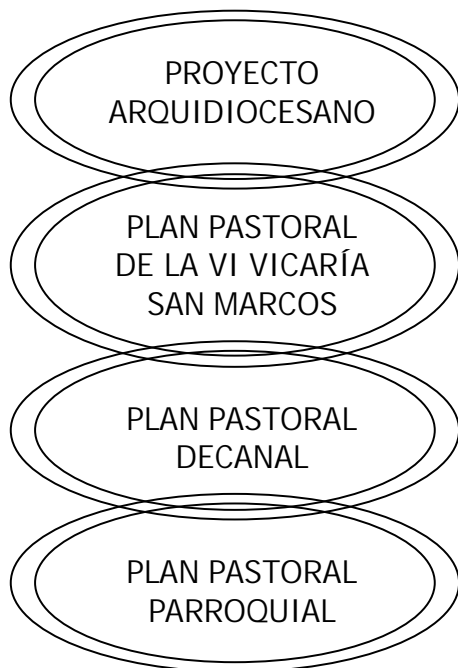 PROYECTO
ARQUIDIOCESANO
PLAN PASTORAL
DE LA VI VICARÍA
SAN MARCOS
PLAN PASTORAL
DECANAL
PLAN PASTORAL
PARROQUIAL